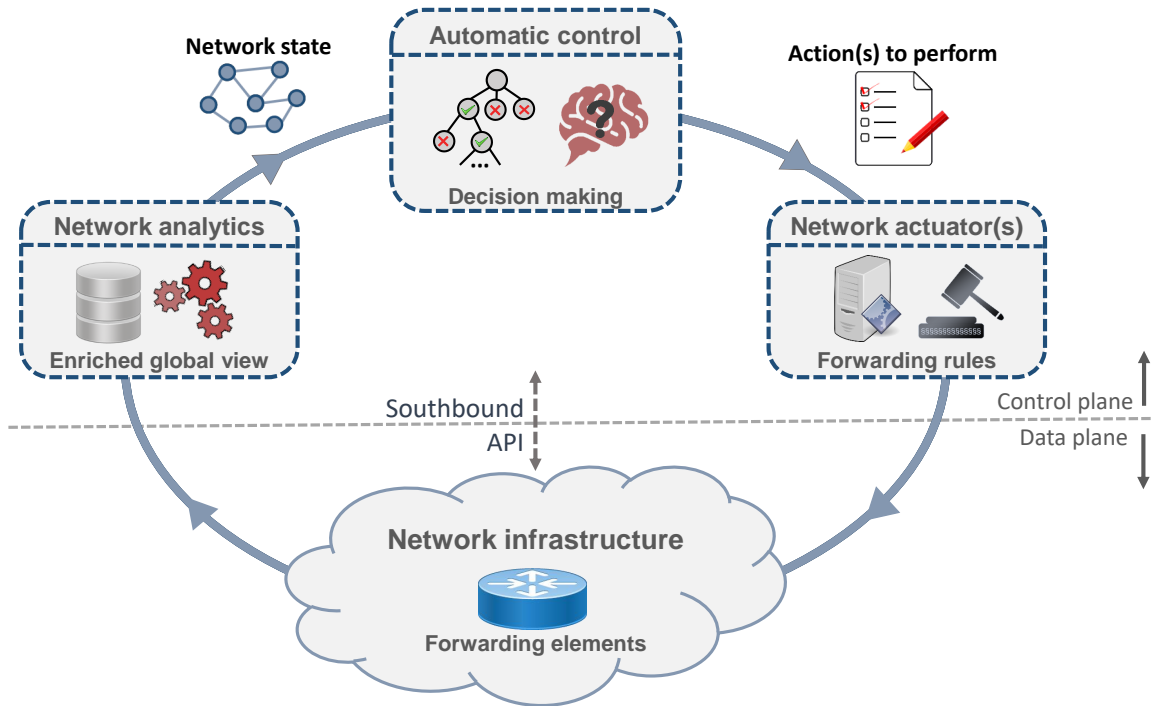 Network state
Automatic control
Decision making
Action(s) to perform
Network analytics
Enriched global view
Network actuator(s)
§§§§§§§§§§§§§§
Forwarding rules
Southbound
API
Control plane
Data plane
Network infrastructure
Forwarding elements